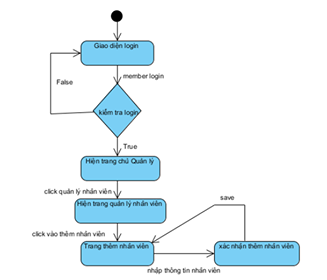 Giao diện login
member login
False
kiểm tra login
True
Hiện trang chủ Quản lý
click quản lý nhân viên
Hiện trang quản lý nhân viên
click vào thêm nhân viên
save
Trang thêm nhân viên
xác nhận thêm nhân viên
nhập thông tin nhân viên